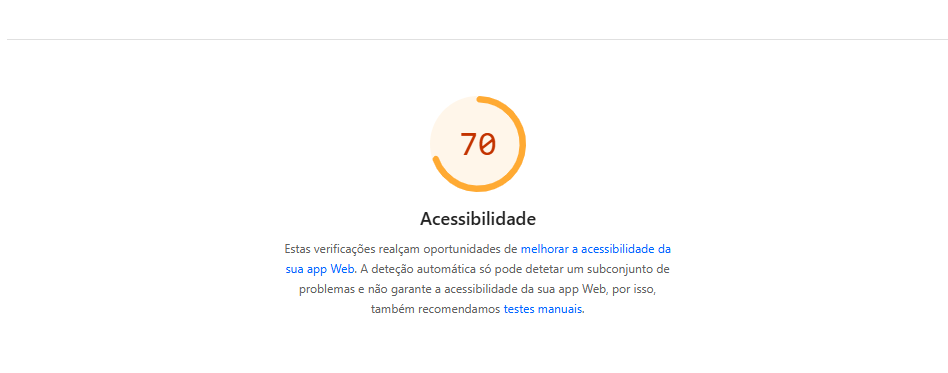 70
Acessibilidade
Estas verificações realçam oportunidades de melhorar a acessibilidade da
sua app Web. A deteção automática só pode detetar um subconjunto de
problemas e não garante a acessibilidade da sua app Web, por isso,
também recomendamos testes manuais.